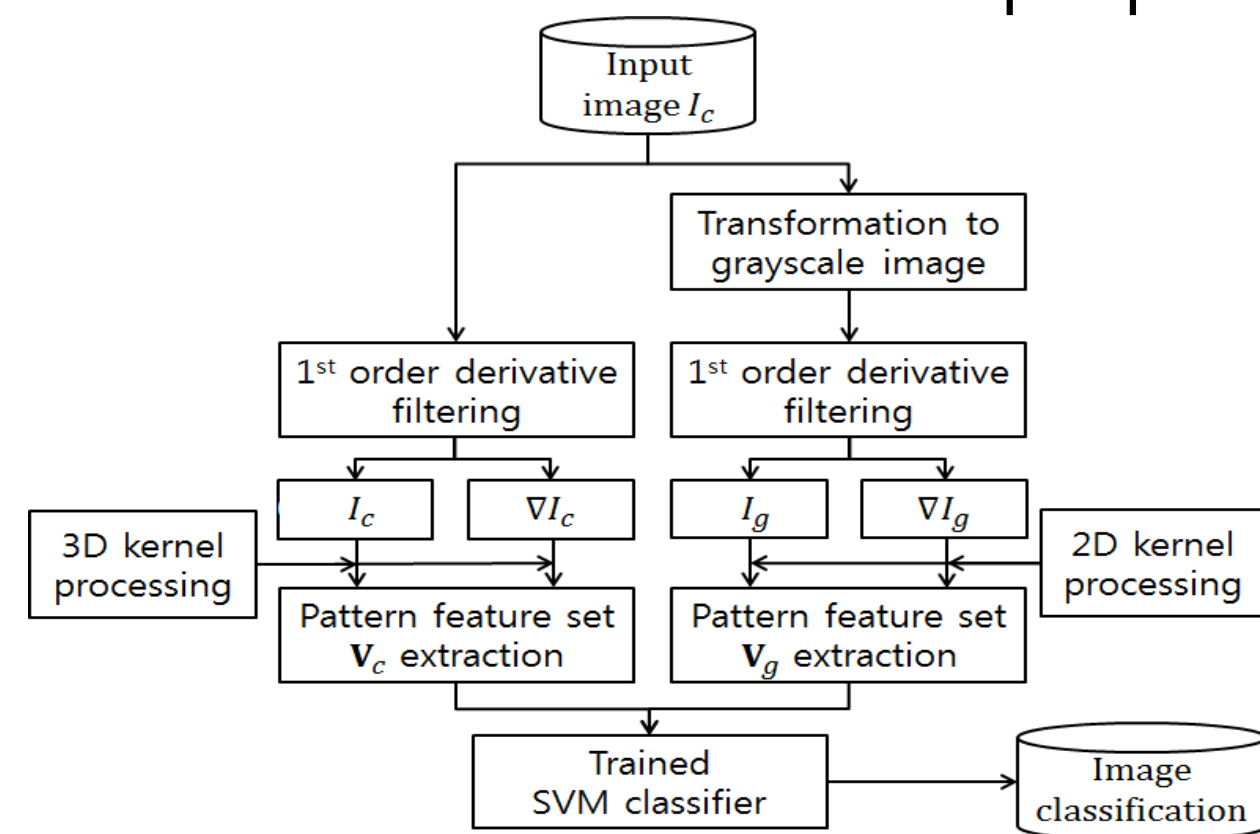 Input
image I_c
Transformation to
grayscale image
1st order derivative
filtering
1st order derivative
filtering
I_c
∇I_c
I_g
∇I_g
3D kernel
processing
2D kernel
processing
Pattern feature set
V_c extraction
Pattern feature set
V_g extraction
Trained
SVM classifier
Image
classification